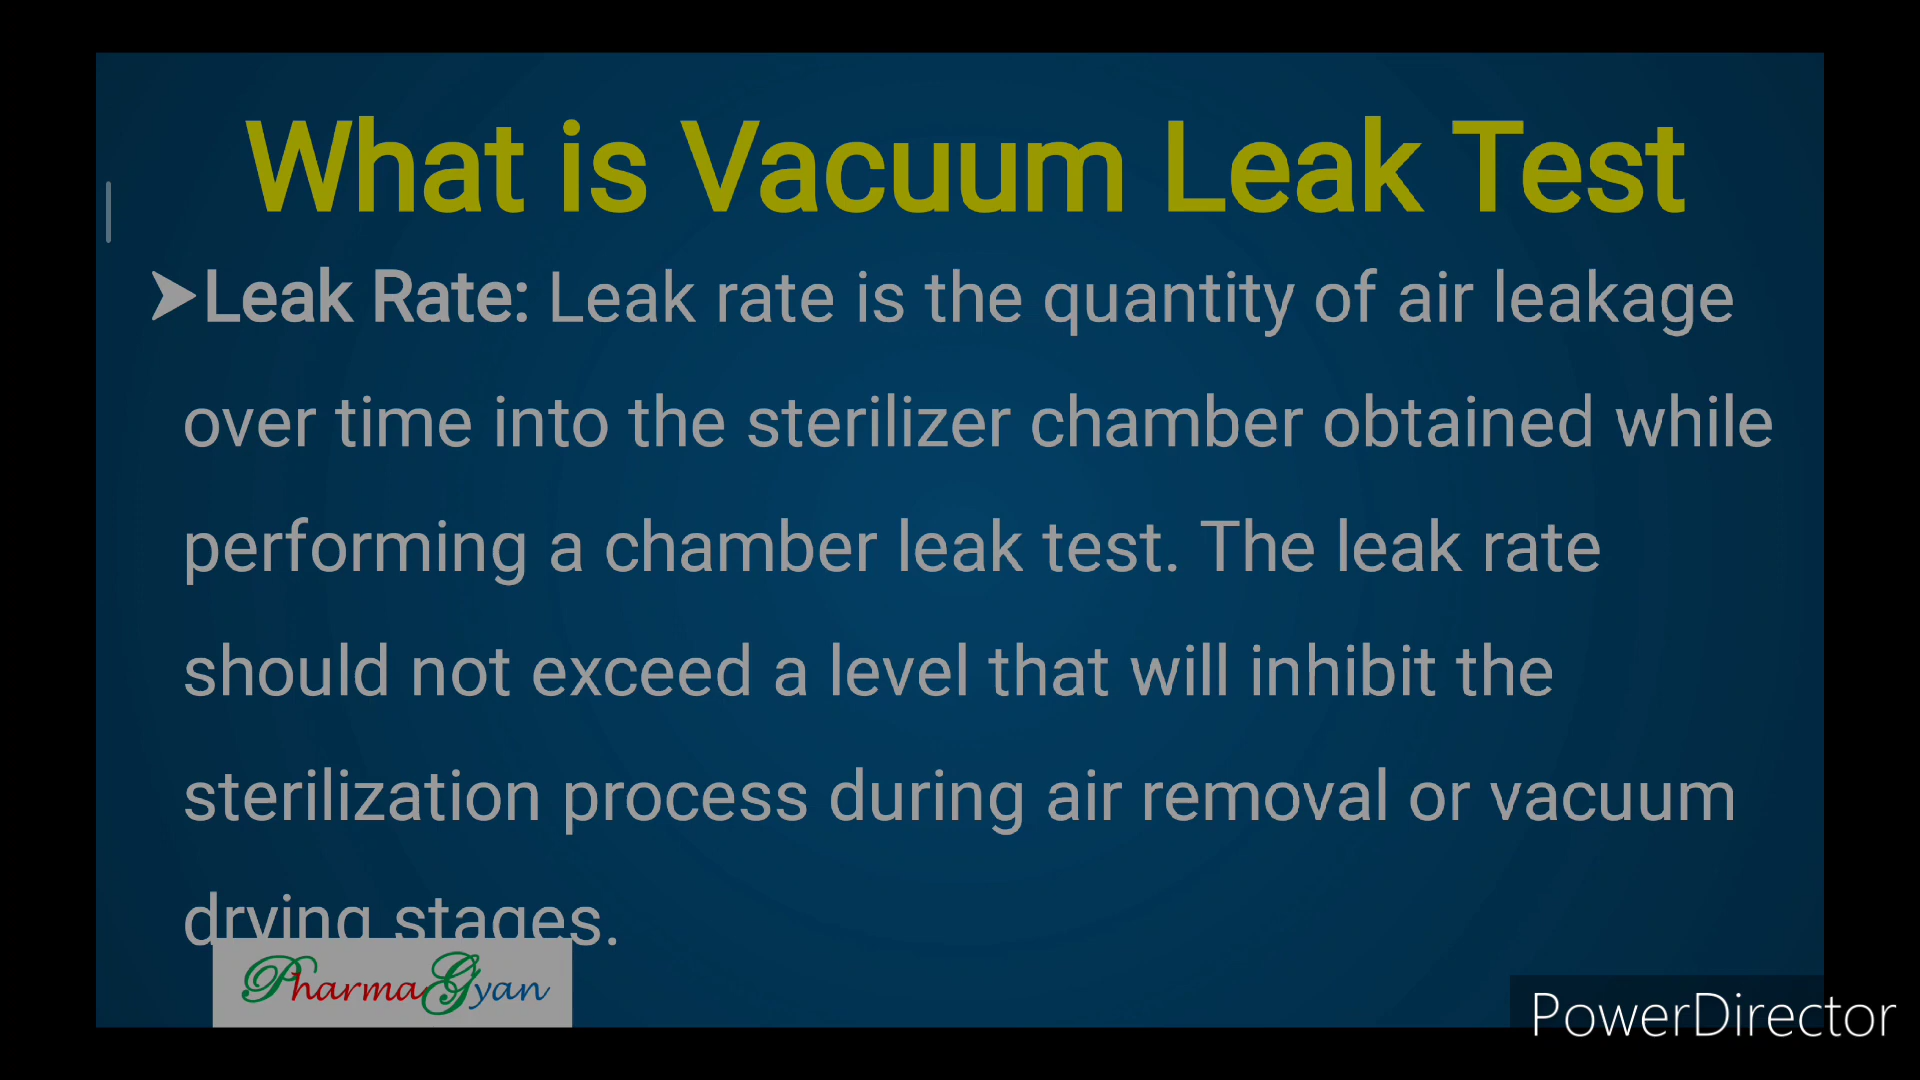 What is Vacuum Leak Test
➤Leak Rate: Leak rate is the quantity of air leakage
over time into the sterilizer chamber obtained while
performing a chamber leak test. The leak rate
should not exceed a level that will inhibit the
sterilization process during air removal or vacuum
drying stages.
PharmaGyan
PowerDirector